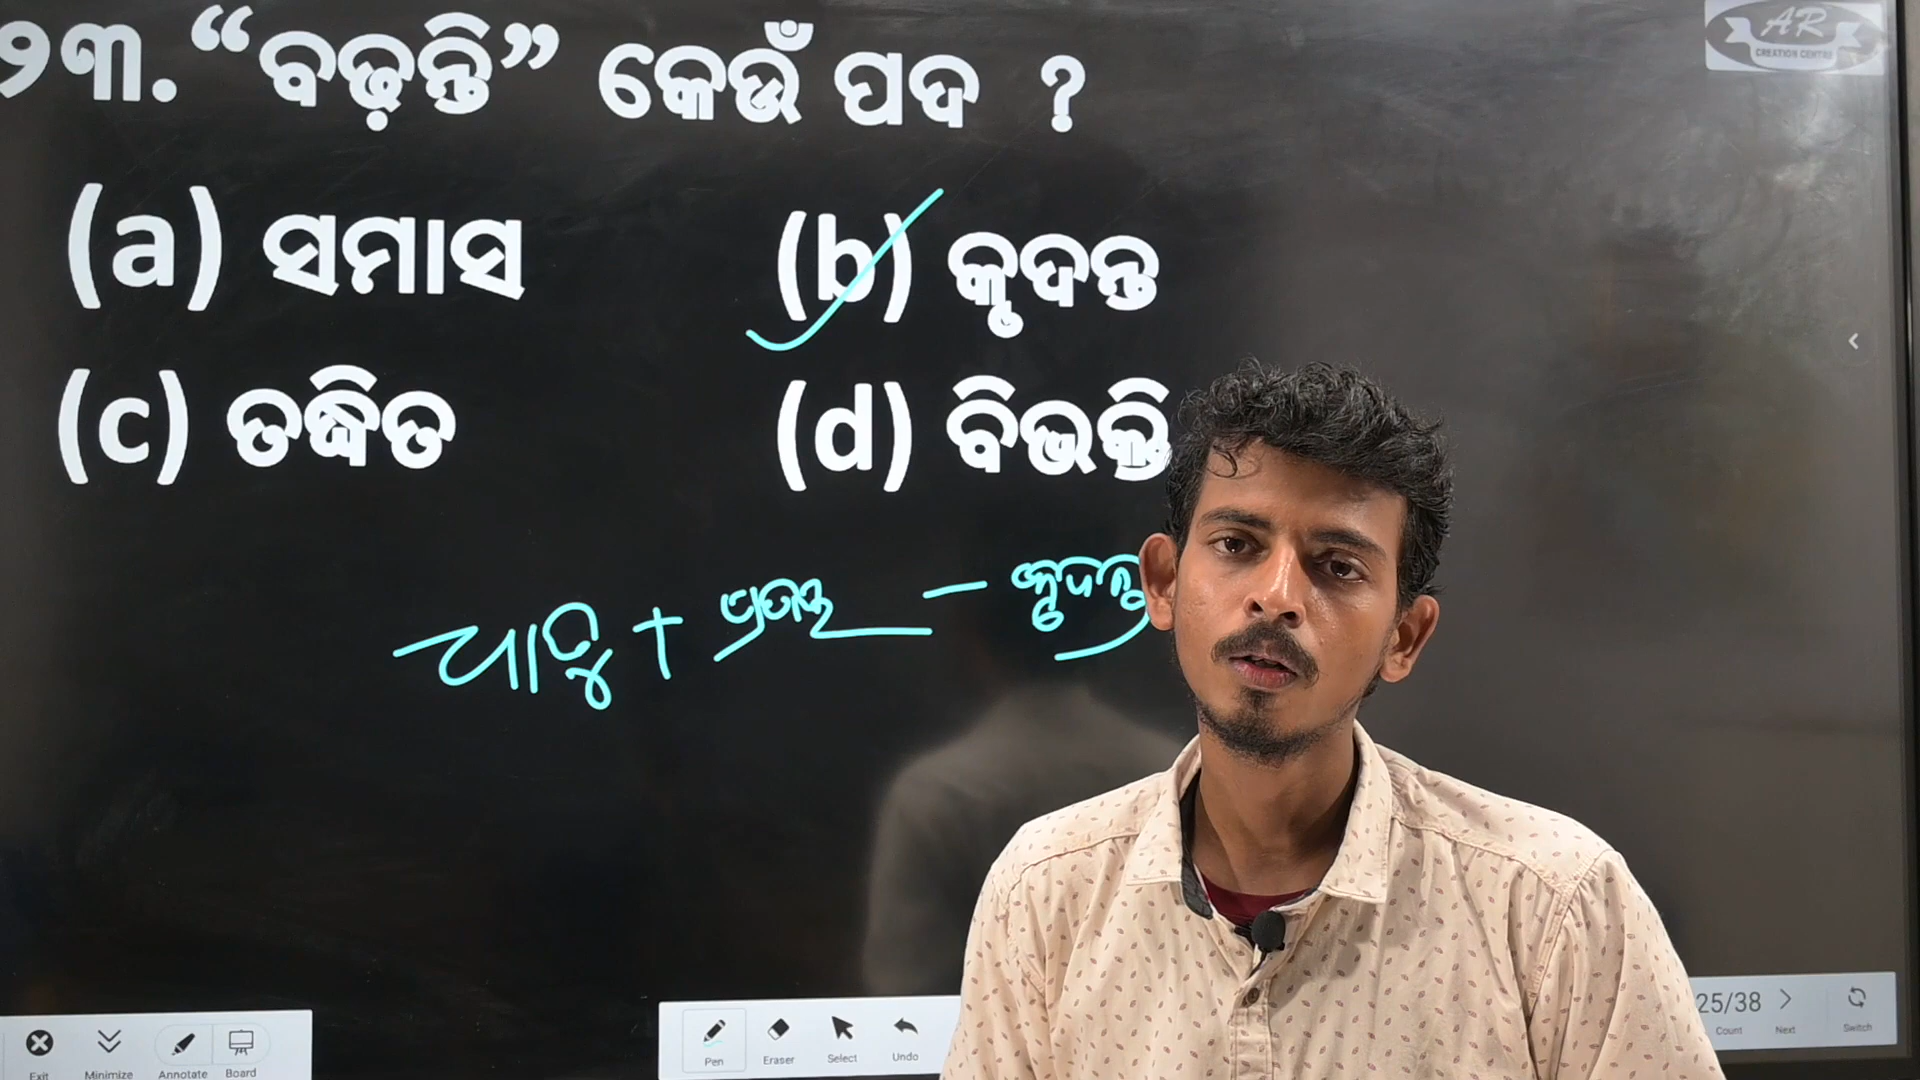 ୨୩. “ବଢ଼ନ୍ତି” କେଉଁ ପଦ ?
(a) ସମାସ
(b) କୃଦନ୍ତ
(c) ତଦ୍ଧିତ
(d) ବିଭକ୍ତି
ଧାତୁ + ପ୍ରତ୍ୟୟ – କୃଦନ୍ତ
AR
CREATION CENTRE
Exit
Minimize
Annotate
Board
Pen
Eraser
Select
Undo
25/38
Count
Next
Switch